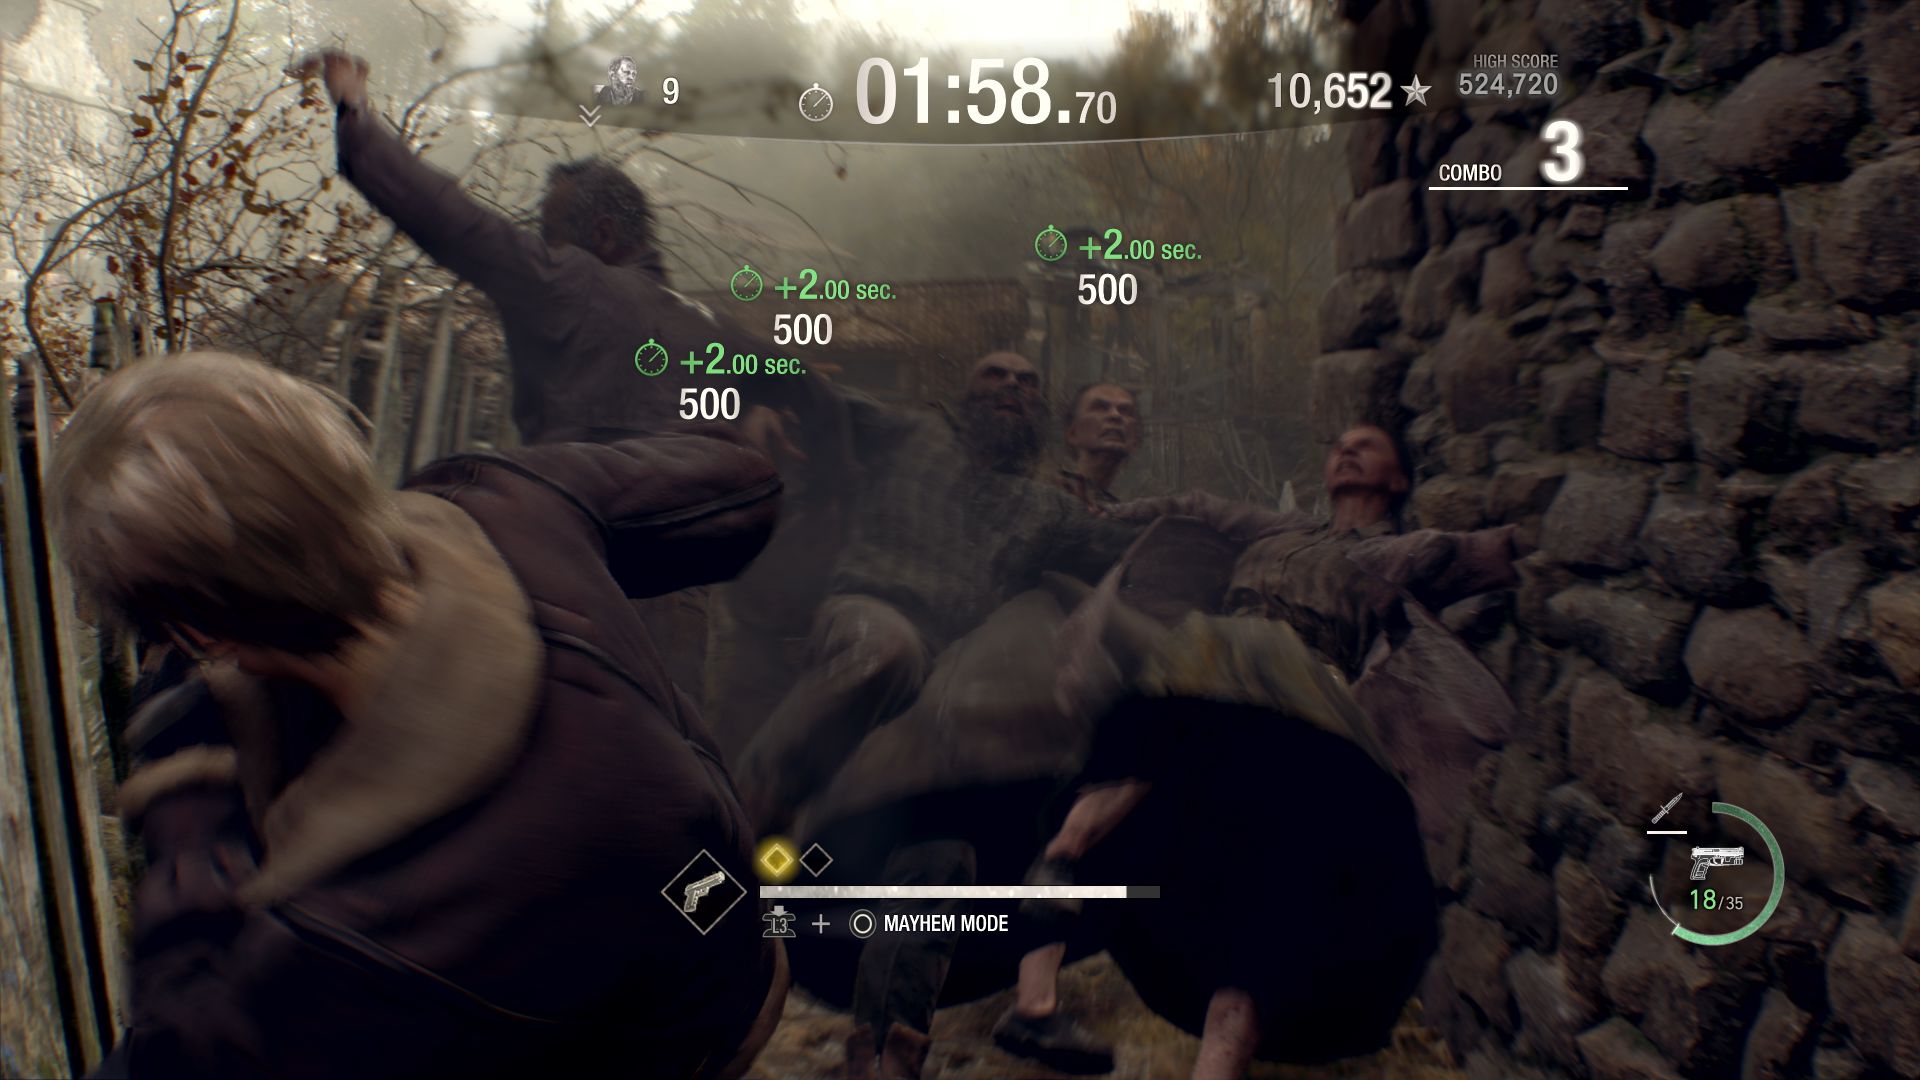 9
01:58.70
10,652
HIGH SCORE
524,720
COMBO 3
+2.00 sec.
500
+2.00 sec.
500
+2.00 sec.
500
L3 + MAYHEM MODE
18/35